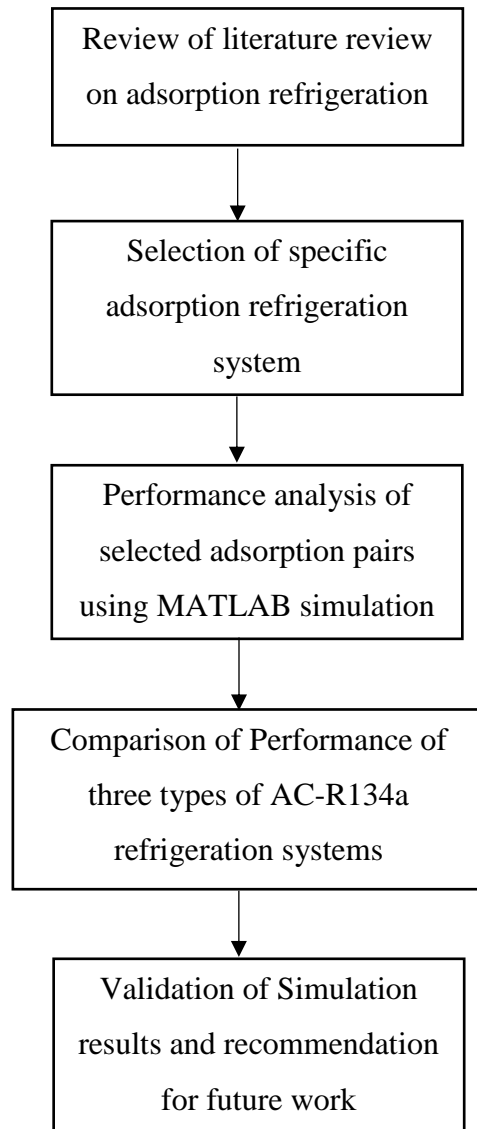 Review of literature review
on adsorption refrigeration
Selection of specific
adsorption refrigeration
system
Performance analysis of
selected adsorption pairs
using MATLAB simulation
Comparison of Performance of
three types of AC-R134a
refrigeration systems
Validation of Simulation
results and recommendation
for future work